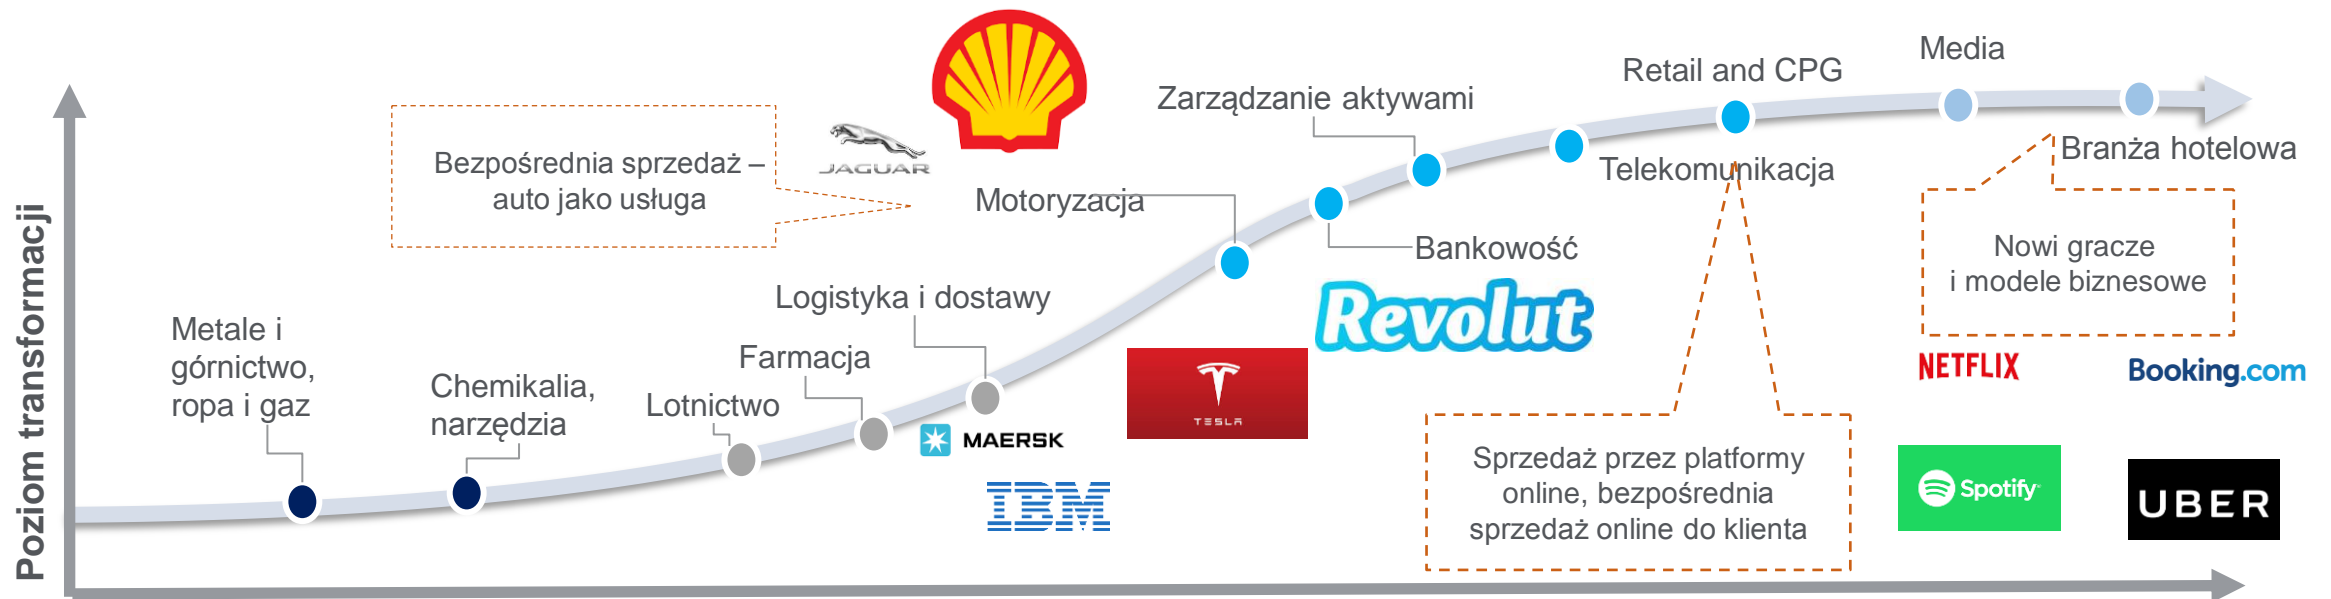 Poziom transformacji
Metale i
górnictwo,
ropa i gaz
Chemikalia,
narzędzia
Lotnictwo
Farmacja
Logistyka i dostawy
MAERSK
IBM
Bezpośrednia sprzedaż –
auto jako usługa
JAGUAR
Motoryzacja
TESLA
Zarządzanie aktywami
Bankowość
Revolut
Retail and CPG
Telekomunikacja
Sprzedaż przez platformy
online, bezpośrednia
sprzedaż online do klienta
Media
Branża hotelowa
Nowi gracze
i modele biznesowe
NETFLIX
Booking.com
Spotify
UBER